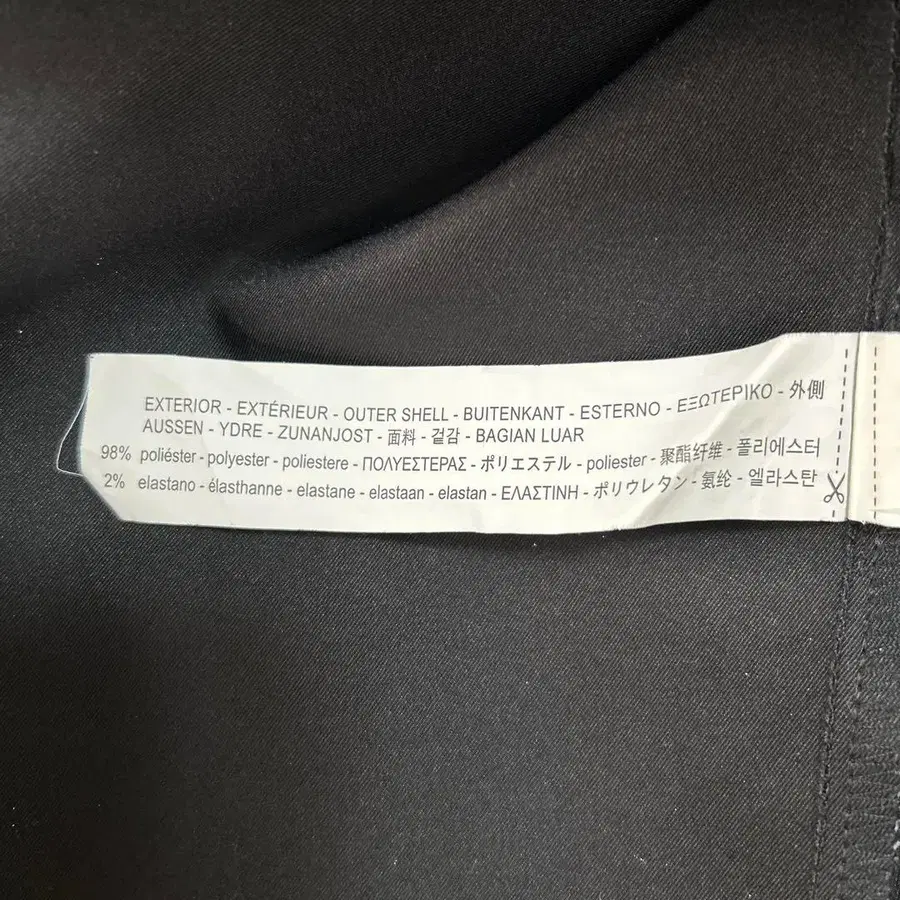 EXTERIOR - EXTÉRIEUR - OUTER SHELL - BUITENKANT - ESTERNO - ΕΞΩΤΕΡΙΚΟ - 外側
AUSSEN - YDRE - ZUNANJOST - 面料 - 겉감 - BAGIAN LUAR
98% poliéster - polyester - poliestere - ΠΟΛΥΕΣΤΕΡΑΣ - ポリエステル - poliester - 聚酯纤维 - 폴리에스터
2% elastano - élasthanne - elastane - elastaan - elastan - ΕΛΑΣΤΙΝΗ - ポリウレタン - 氨纶 - 엘라스탄